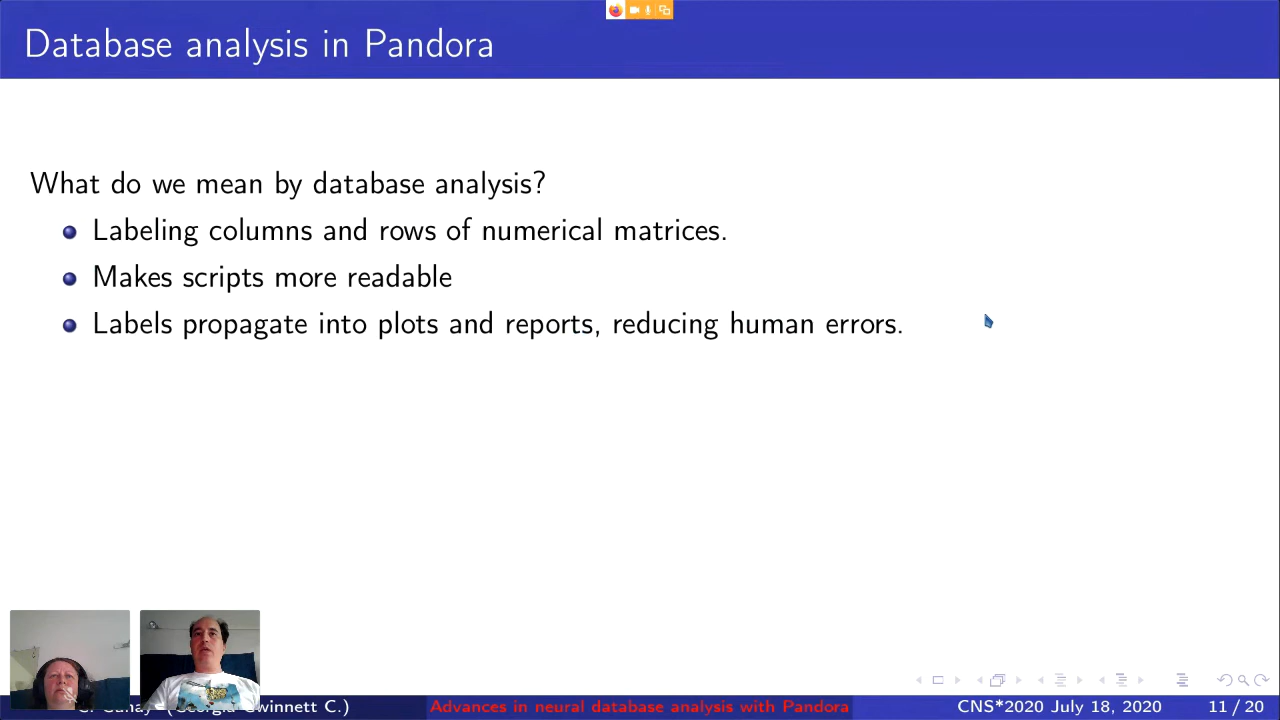 Database analysis in Pandora
What do we mean by database analysis?
Labeling columns and rows of numerical matrices.
Makes scripts more readable
Labels propagate into plots and reports, reducing human errors.
Gwinnett C.)
Advances in neural database analysis with Pandora
CNS*2020 July 18, 2020
11 / 20